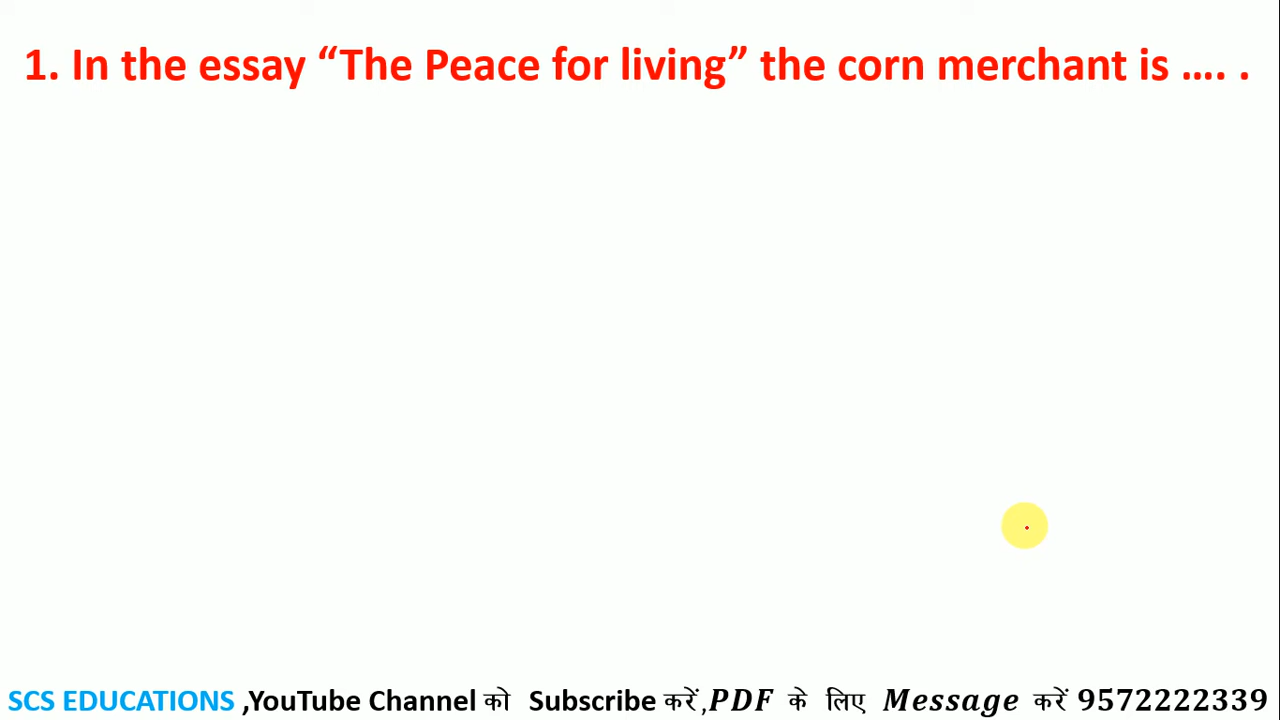 1. In the essay “The Peace for living” the corn merchant is …. .
SCS EDUCATIONS ,YouTube Channel को Subscribe करें,PDF के लिए Message करें 9572222339